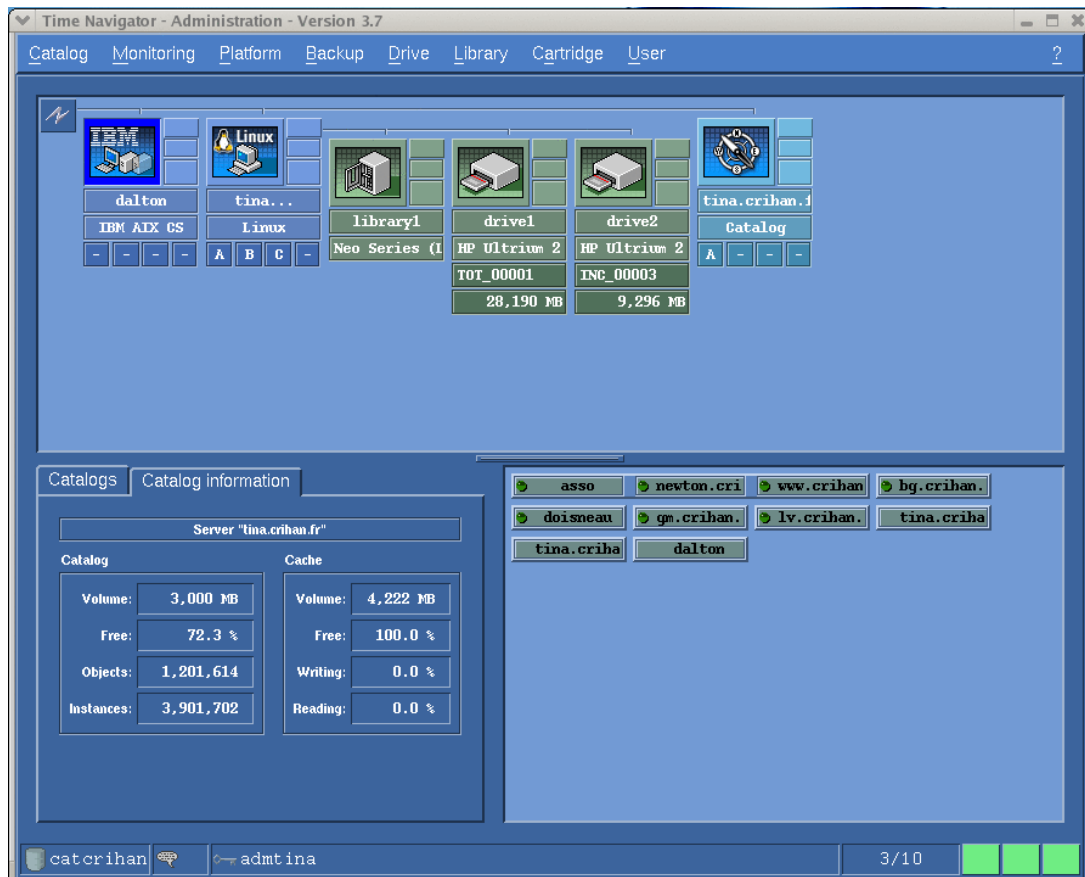 Time Navigator - Administration - Version 3.7
Catalog Monitoring Platform Backup Drive Library Cartridge User ?
IBM
Linux
dalton
IBM AIX CS
- - - -
tina...
Linux
A B C -
library1
Neo Series (I
drive1
HP Ultrium 2
TOT_00001
28,190 MB
drive2
HP Ultrium 2
INC_00003
9,296 MB
tina.crihan.f
Catalog
A - - -
Catalogs Catalog information
Server "tina.crihan.fr"
Catalog
Volume: 3,000 MB
Free: 72.3 %
Objects: 1,201,614
Instances: 3,901,702
Cache
Volume: 4,222 MB
Free: 100.0 %
Writing: 0.0 %
Reading: 0.0 %
asso newton.cri www.crihan bg.crihan.
doisneau gm.crihan. lv.crihan. tina.criha
tina.criha dalton
catcrihan admtina 3/10